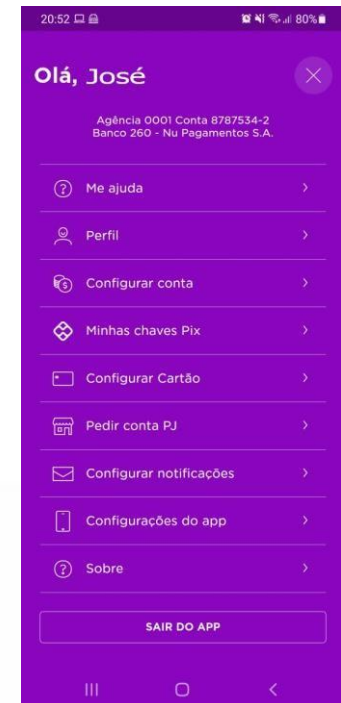 20:52 80%
Olá, José
Agência 0001 Conta 8787534-2
Banco 260 - Nu Pagamentos S.A.
Me ajuda
Perfil
Configurar conta
Minhas chaves Pix
Configurar Cartão
Pedir conta PJ
Configurar notificações
Configurações do app
Sobre
SAIR DO APP